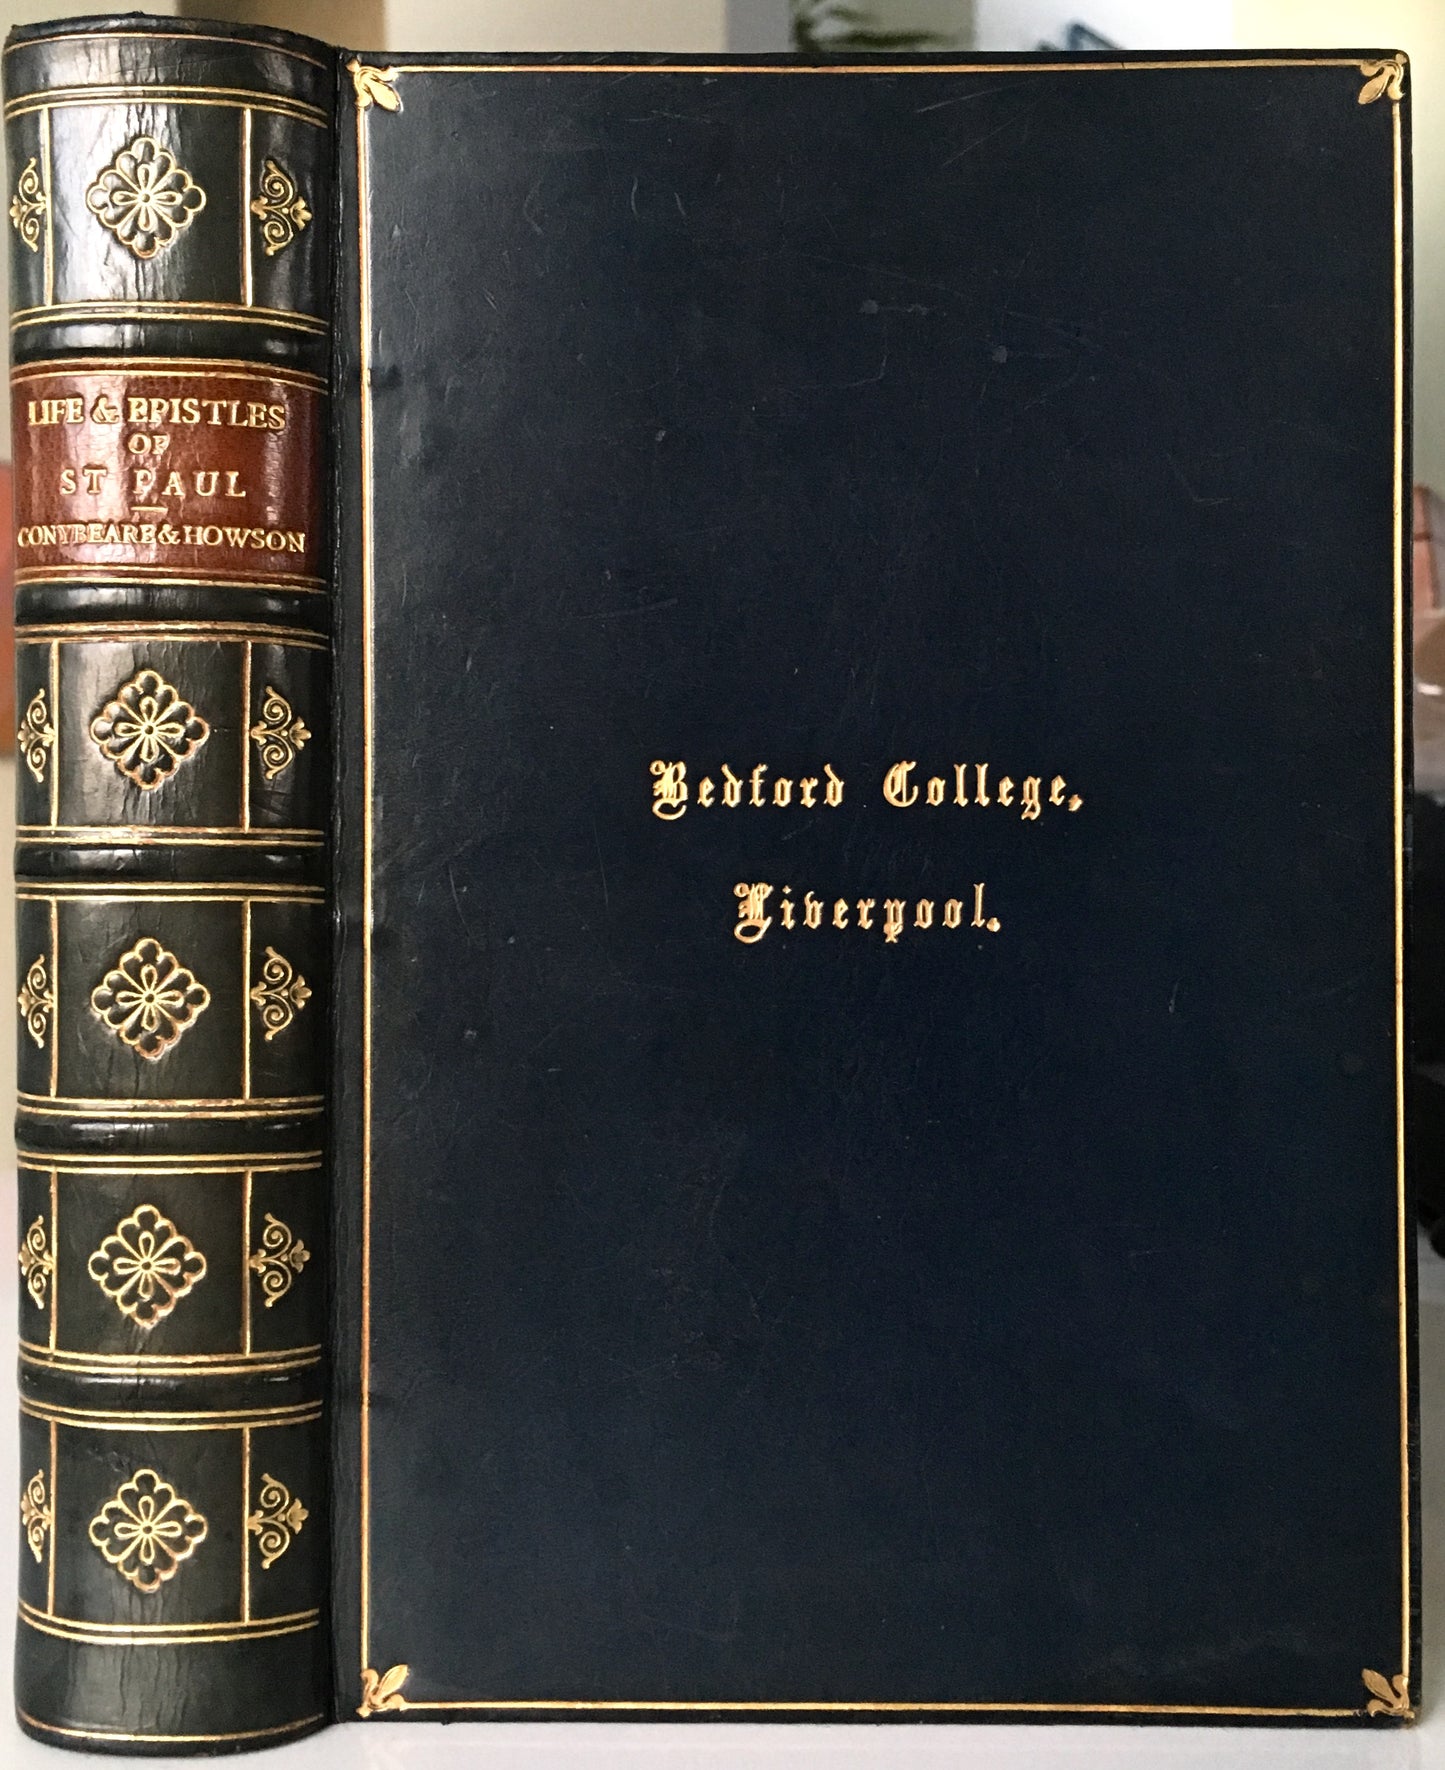 LIFE & EPISTLES
OF
ST PAUL
CONYBEARE & HOWSON
Bedford College,
Liverpool.